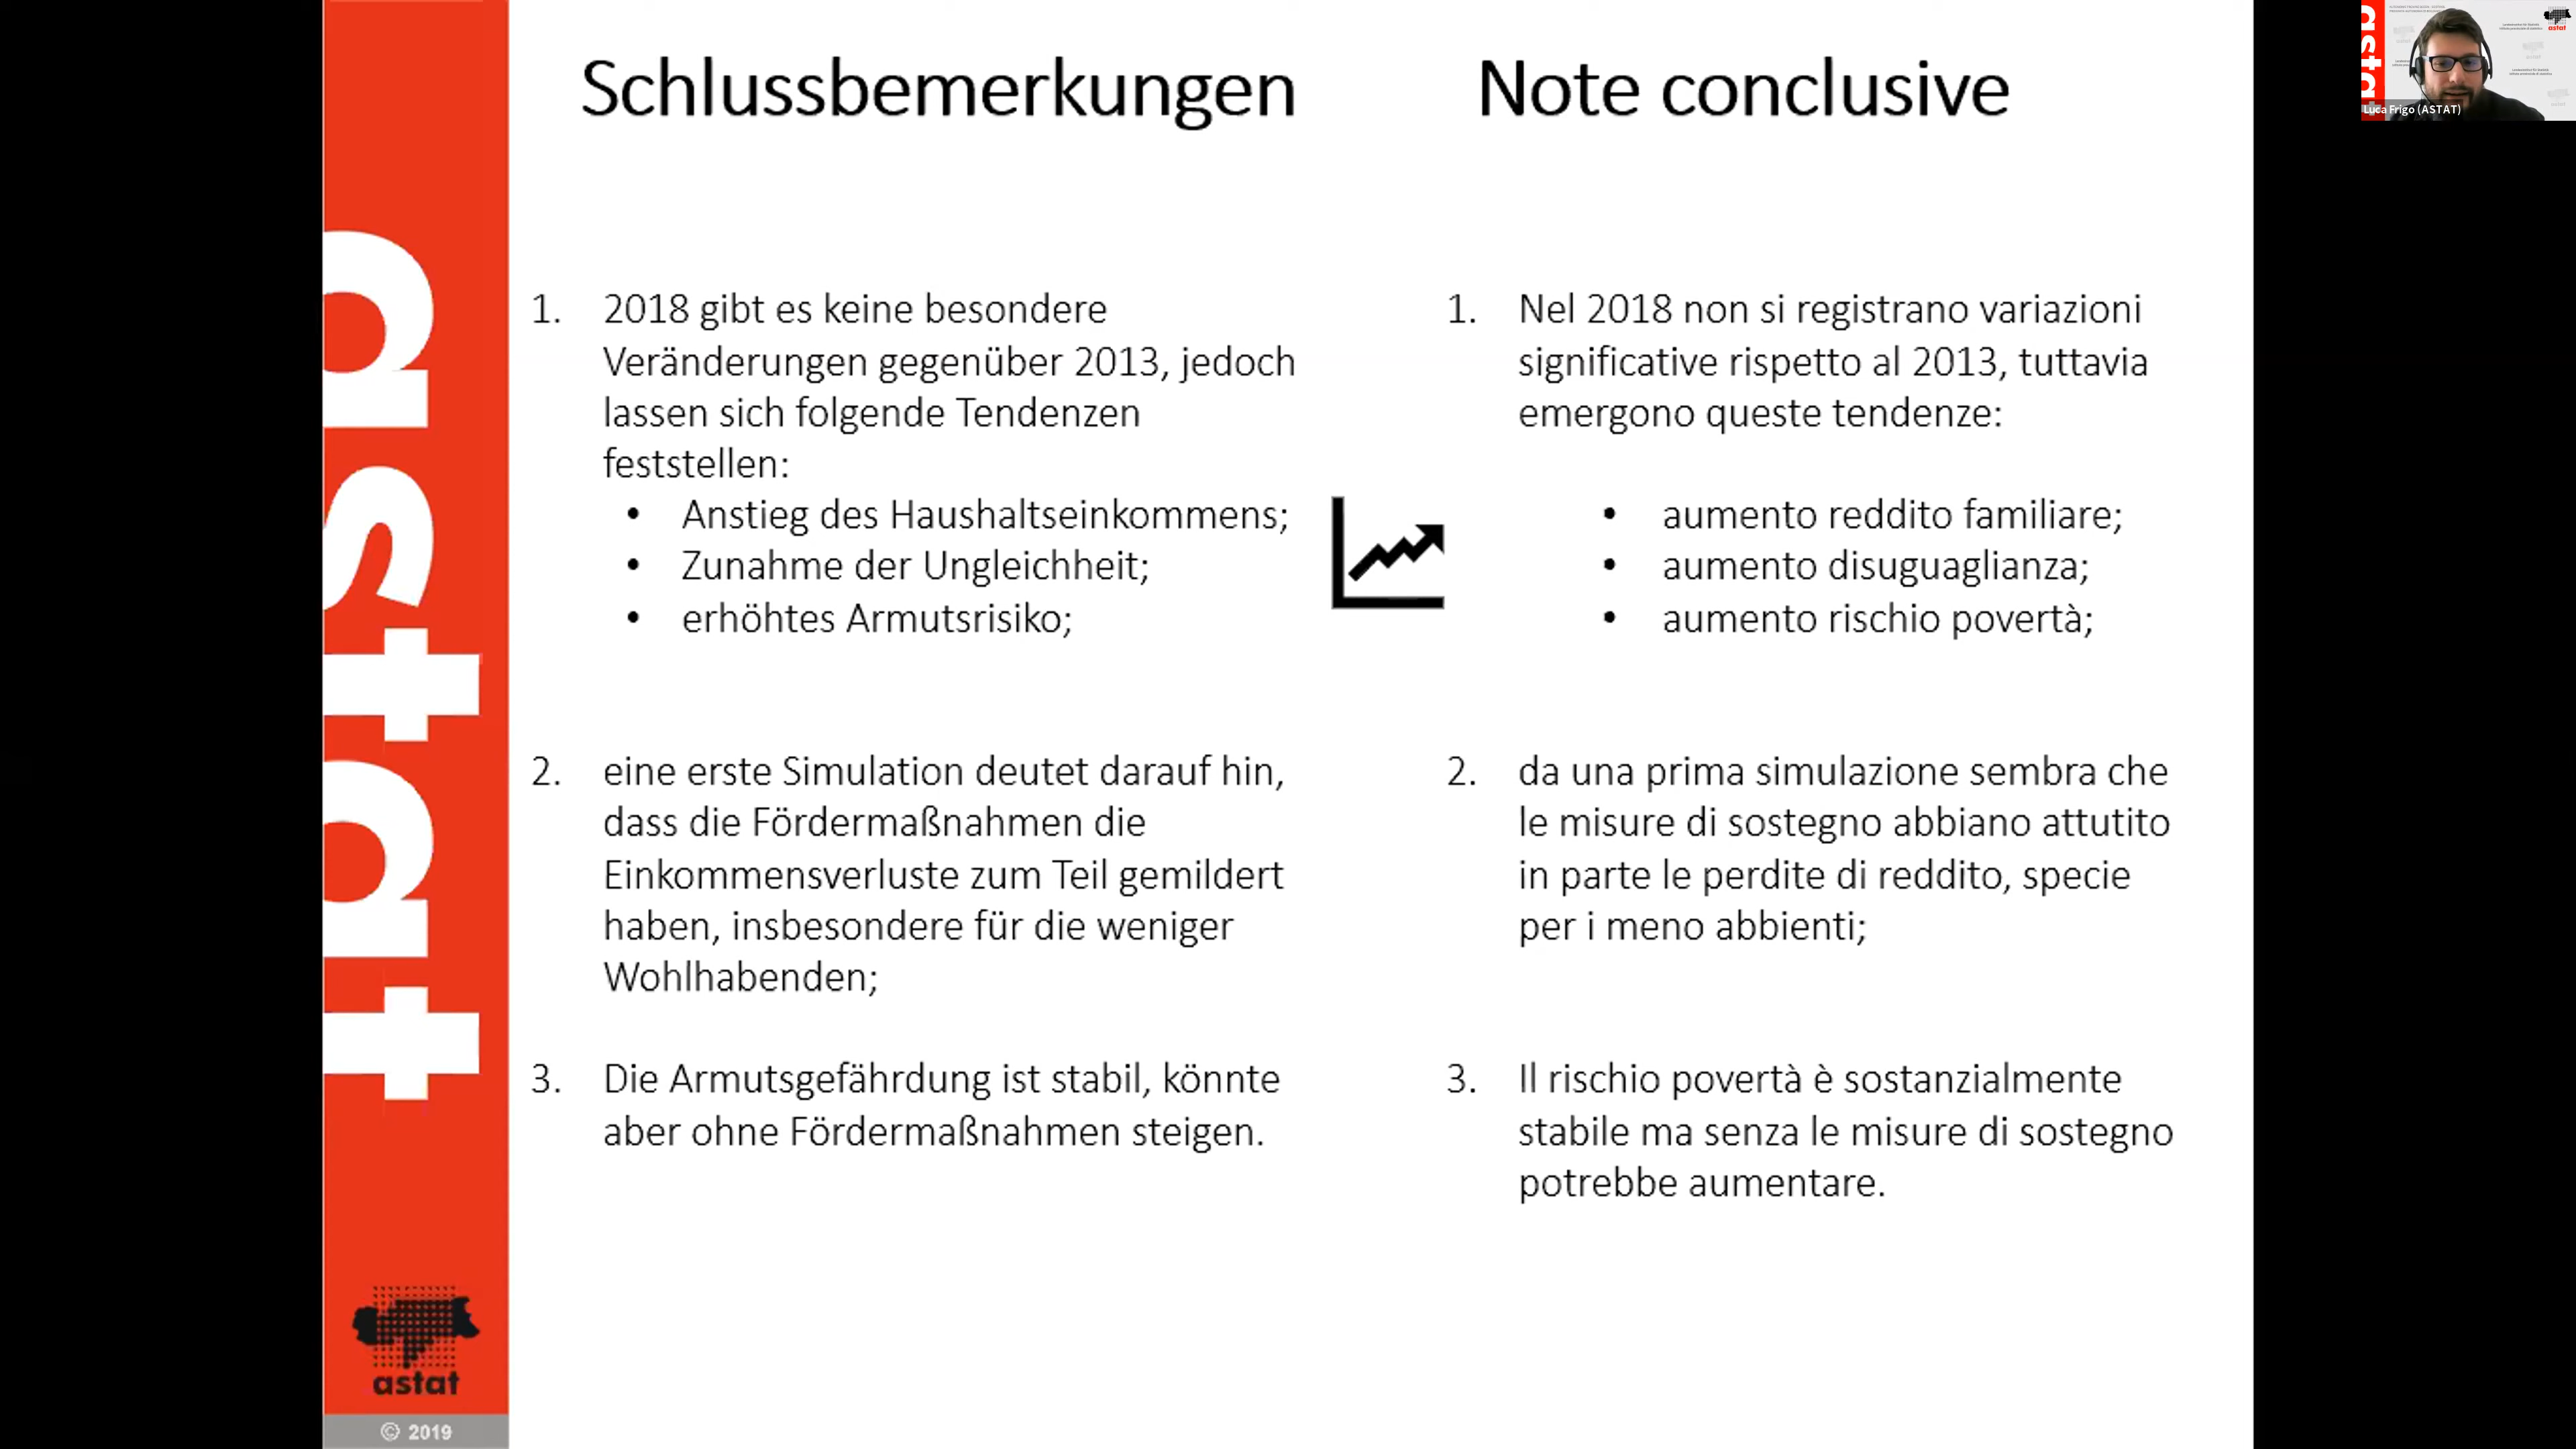 Schlussbemerkungen
2018 gibt es keine besondere
Veränderungen gegenüber 2013, jedoch
lassen sich folgende Tendenzen
feststellen:
• Anstieg des Haushaltseinkommens;
• Zunahme der Ungleichheit;
• erhöhtes Armutsrisiko;
2. eine erste Simulation deutet darauf hin,
dass die Fördermaßnahmen die
Einkommensverluste zum Teil gemildert
haben, insbesondere für die weniger
Wohlhabenden;
3. Die Armutsgefährdung ist stabil, könnte
aber ohne Fördermaßnahmen steigen.
Note conclusive
1. Nel 2018 non si registrano variazioni
significative rispetto al 2013, tuttavia
emergono queste tendenze:
• aumento reddito familiare;
• aumento disuguaglianza;
• aumento rischio povertà;
2. da una prima simulazione sembra che
le misure di sostegno abbiano attutito
in parte le perdite di reddito, specie
per i meno abbienti;
3. Il rischio povertà è sostanzialmente
stabile ma senza le misure di sostegno
potrebbe aumentare.
astat
astat
© 2019
astat
astat
Luca Frigo (ASTAT)